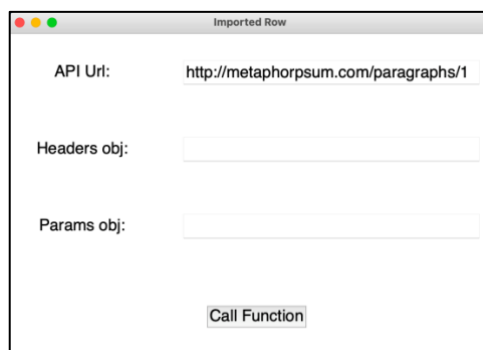 Imported Row
API Url: http://metaphorpsum.com/paragraphs/1
Headers obj:
Params obj:
Call Function